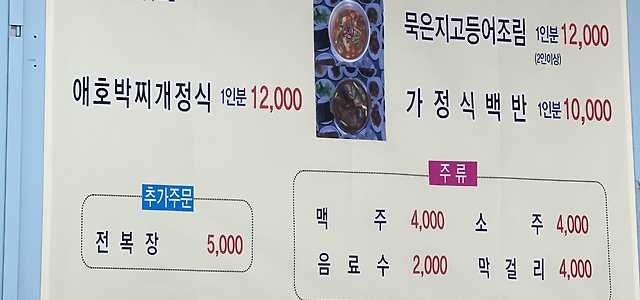 묵은지고등어조림 1인분 12,000
(2인이상)
애호박찌개정식 1인분 12,000
가정식백반 1인분 10,000
추가주문
전복장 5,000
주류
맥주 4,000 소주 4,000
음료수 2,000 막걸리 4,000